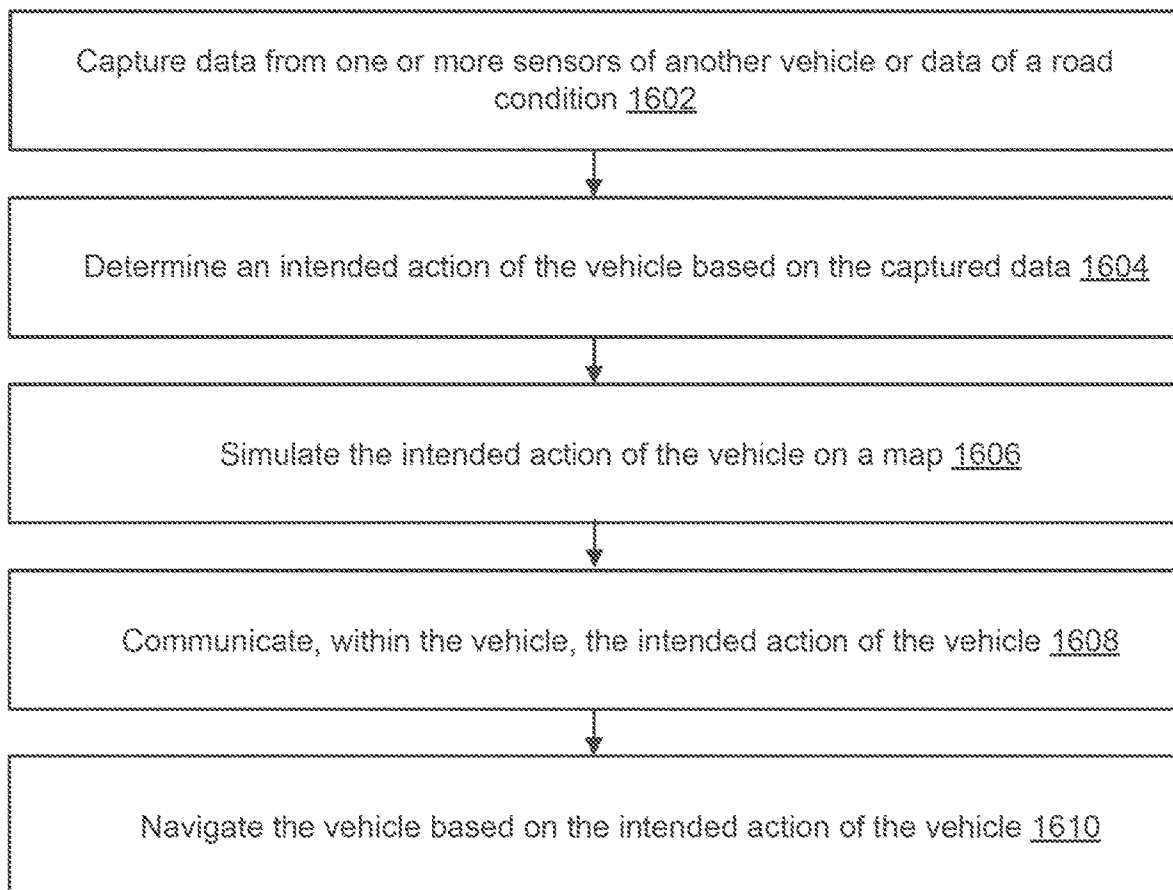 Capture data from one or more sensors of another vehicle or data of a road
condition 1602
Determine an intended action of the vehicle based on the captured data 1604
Simulate the intended action of the vehicle on a map 1606
Communicate, within the vehicle, the intended action of the vehicle 1608
Navigate the vehicle based on the intended action of the vehicle 1610